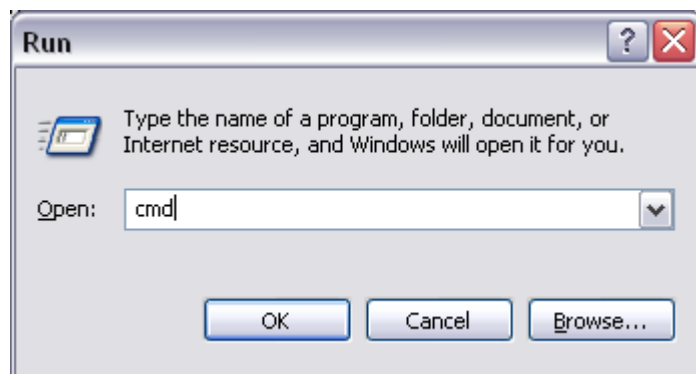 Run
Type the name of a program, folder, document, or
Internet resource, and Windows will open it for you.
Open: cmd
OK Cancel Browse...